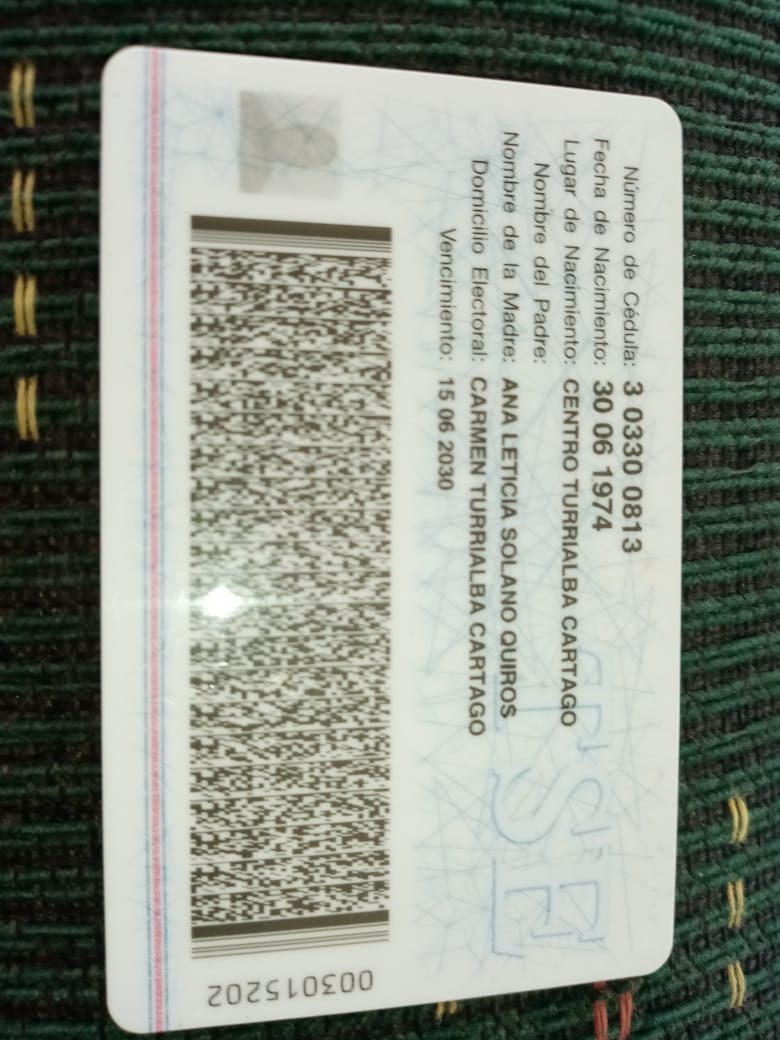 Número de Cédula: 3 0330 0813
Fecha de Nacimiento: 30 06 1974
Lugar de Nacimiento: CENTRO TURRIALBA CARTAGO
Nombre del Padre:
Nombre de la Madre: ANA LETICIA SOLANO QUIROS
Domicilio Electoral: CARMEN TURRIALBA CARTAGO
Vencimiento: 15 06 2030
TSE
003015202